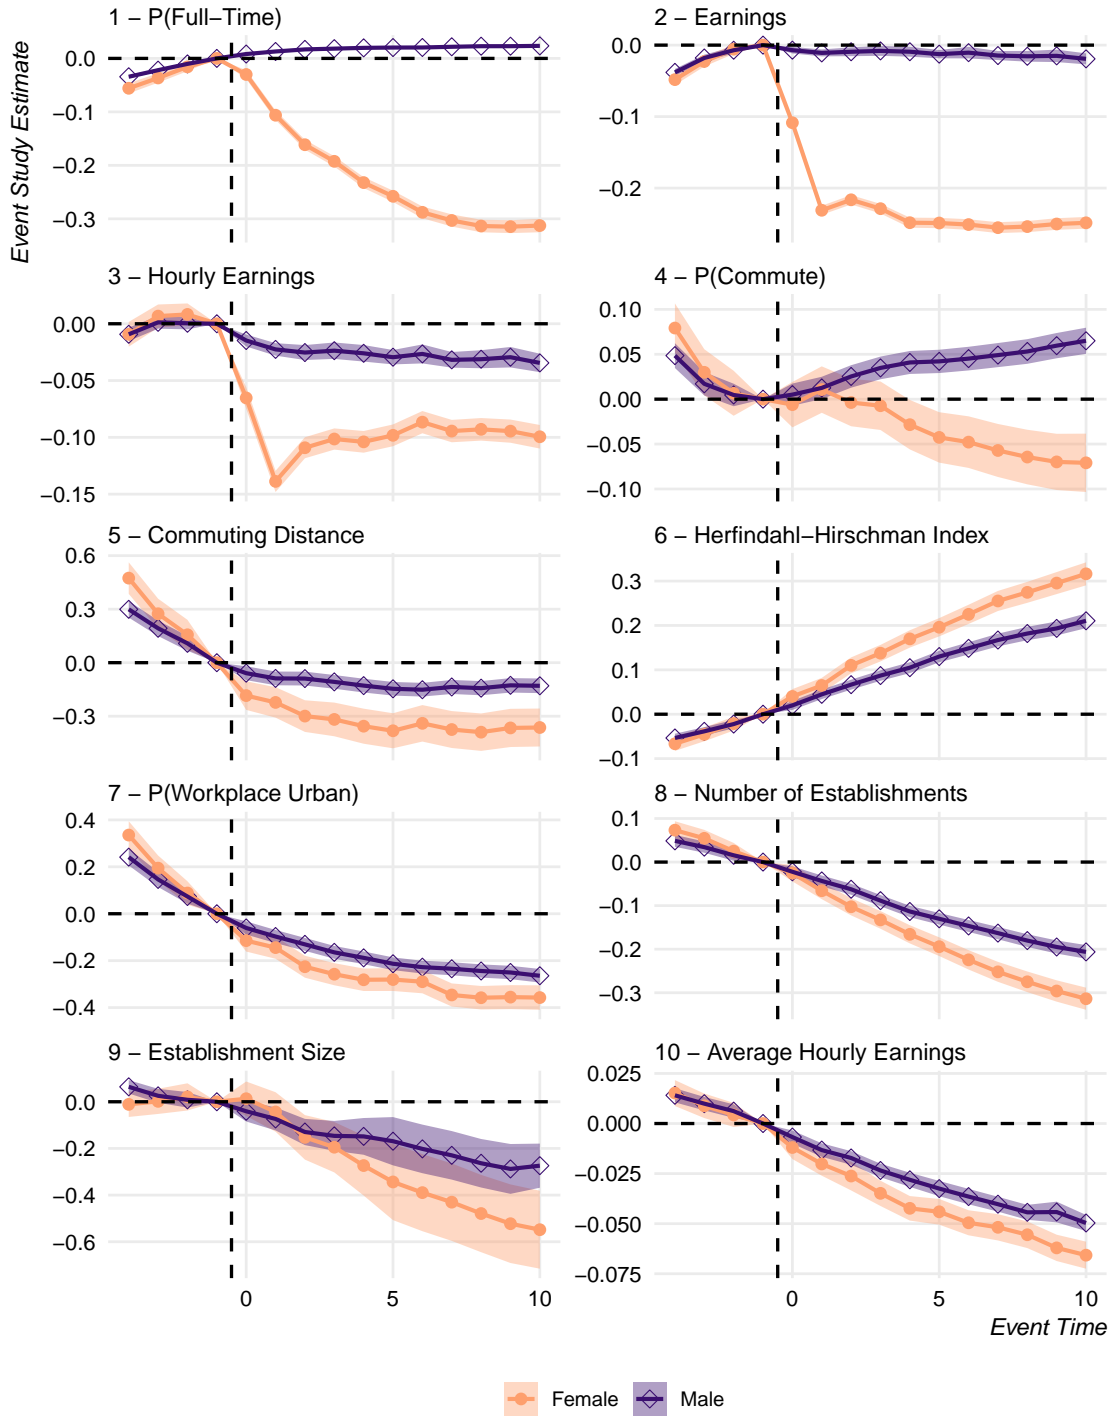 1 − P(Full−Time)
2 − Earnings
Event Study Estimate
0.0
−0.1
−0.2
−0.3
0.0
−0.1
−0.2
3 − Hourly Earnings
4 − P(Commute)
0.00
−0.05
−0.10
−0.15
0.10
0.05
0.00
−0.05
−0.10
5 − Commuting Distance
6 − Herfindahl−Hirschman Index
0.6
0.3
0.0
−0.3
0.3
0.2
0.1
0.0
−0.1
7 − P(Workplace Urban)
8 − Number of Establishments
0.4
0.2
0.0
−0.2
−0.4
0.1
0.0
−0.1
−0.2
−0.3
9 − Establishment Size
10 − Average Hourly Earnings
0.0
−0.2
−0.4
−0.6
0.025
0.000
−0.025
−0.050
−0.075
0 5 10
0 5 10
Event Time
Female Male